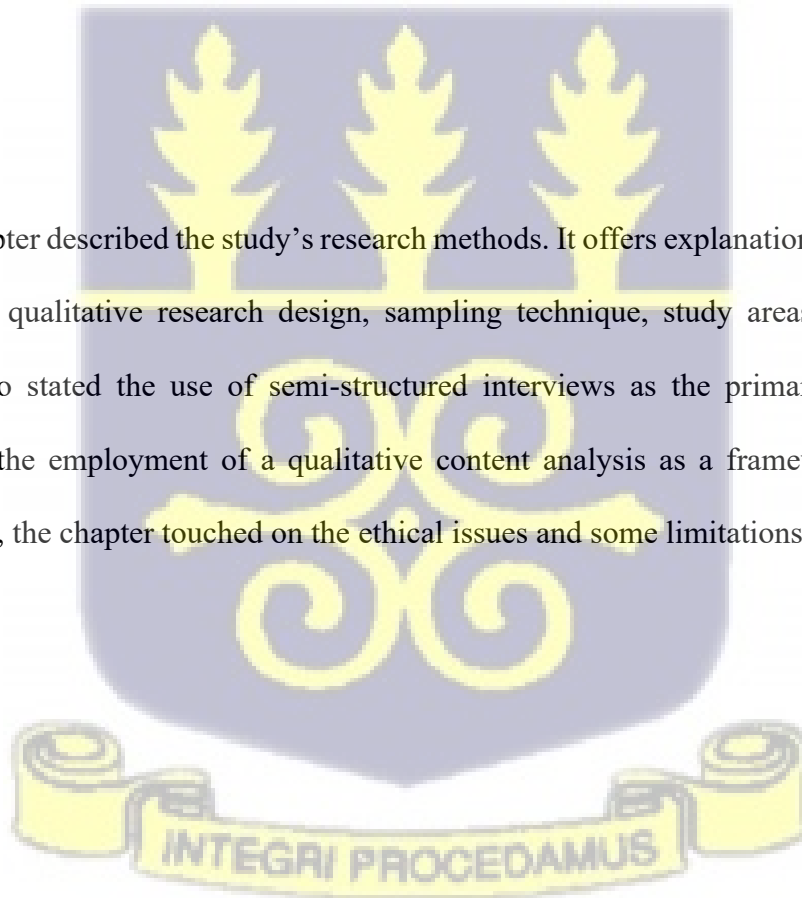 pter described the study’s research methods. It offers explanation
qualitative research design, sampling technique, study areas
o stated the use of semi-structured interviews as the prima
the employment of a qualitative content analysis as a frame
, the chapter touched on the ethical issues and some limitations
INTEGRI PROCEDAMUS